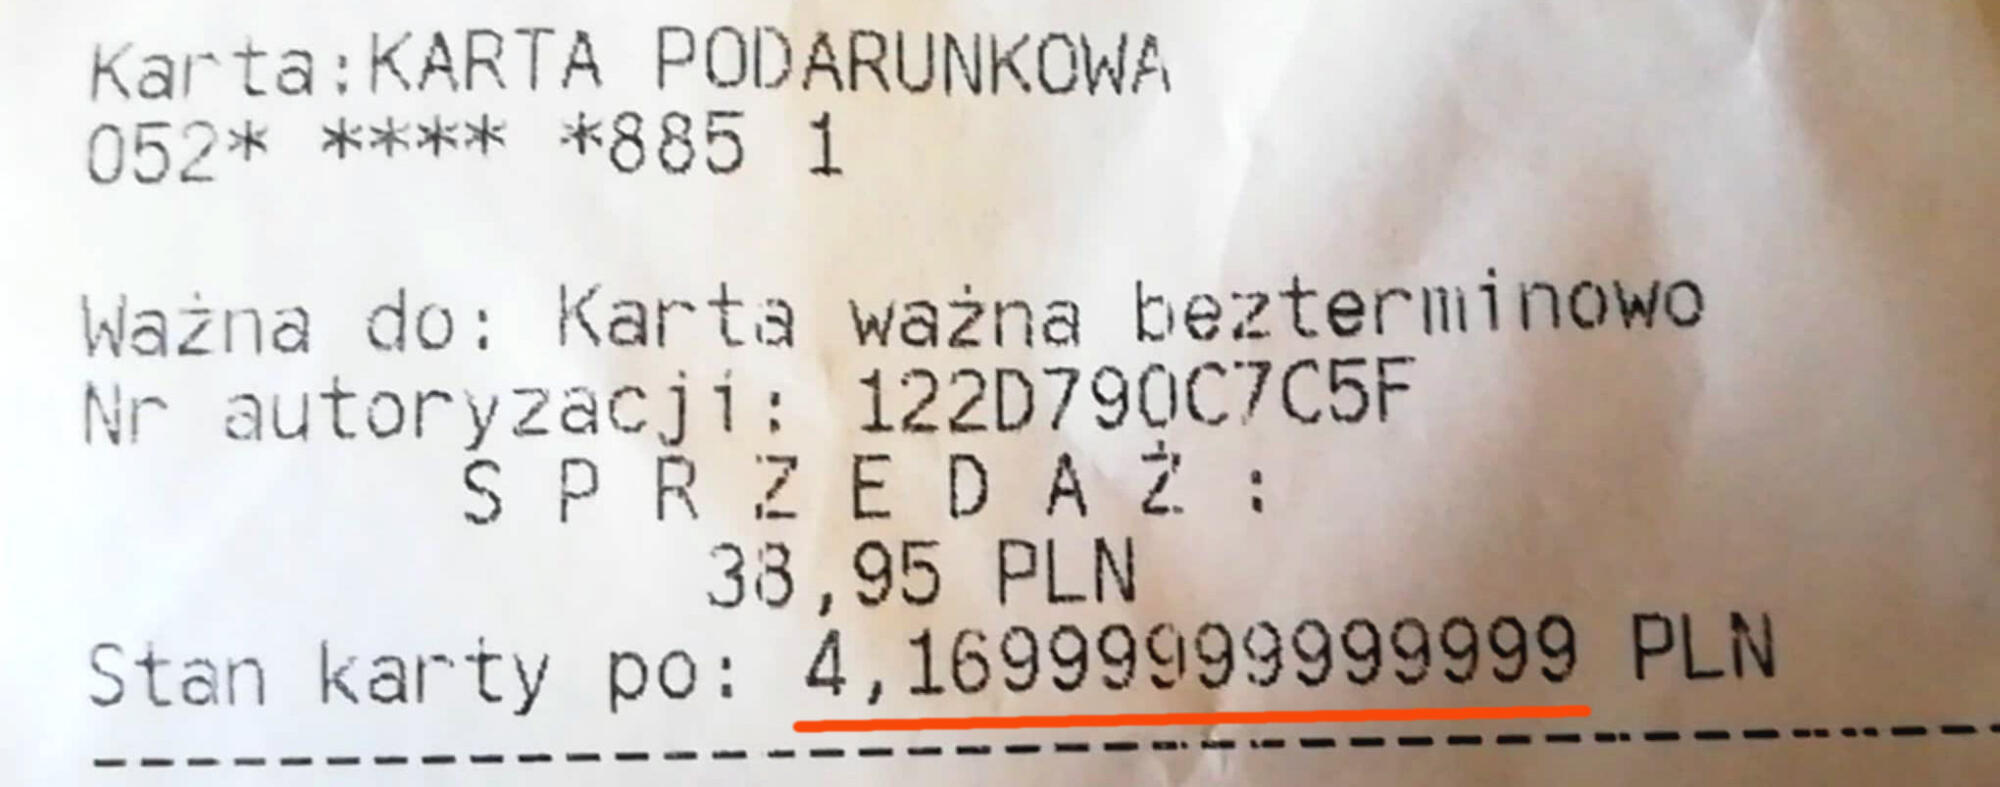 Karta:KARTA PODARUNKOWA
052* **** *885 1
Ważna do: Karta ważna bezterminowo
Nr autoryzacji: 122D790C7C5F
S P R Z E D A Ż :
38,95 PLN
Stan karty po: 4,16999999999999 PLN